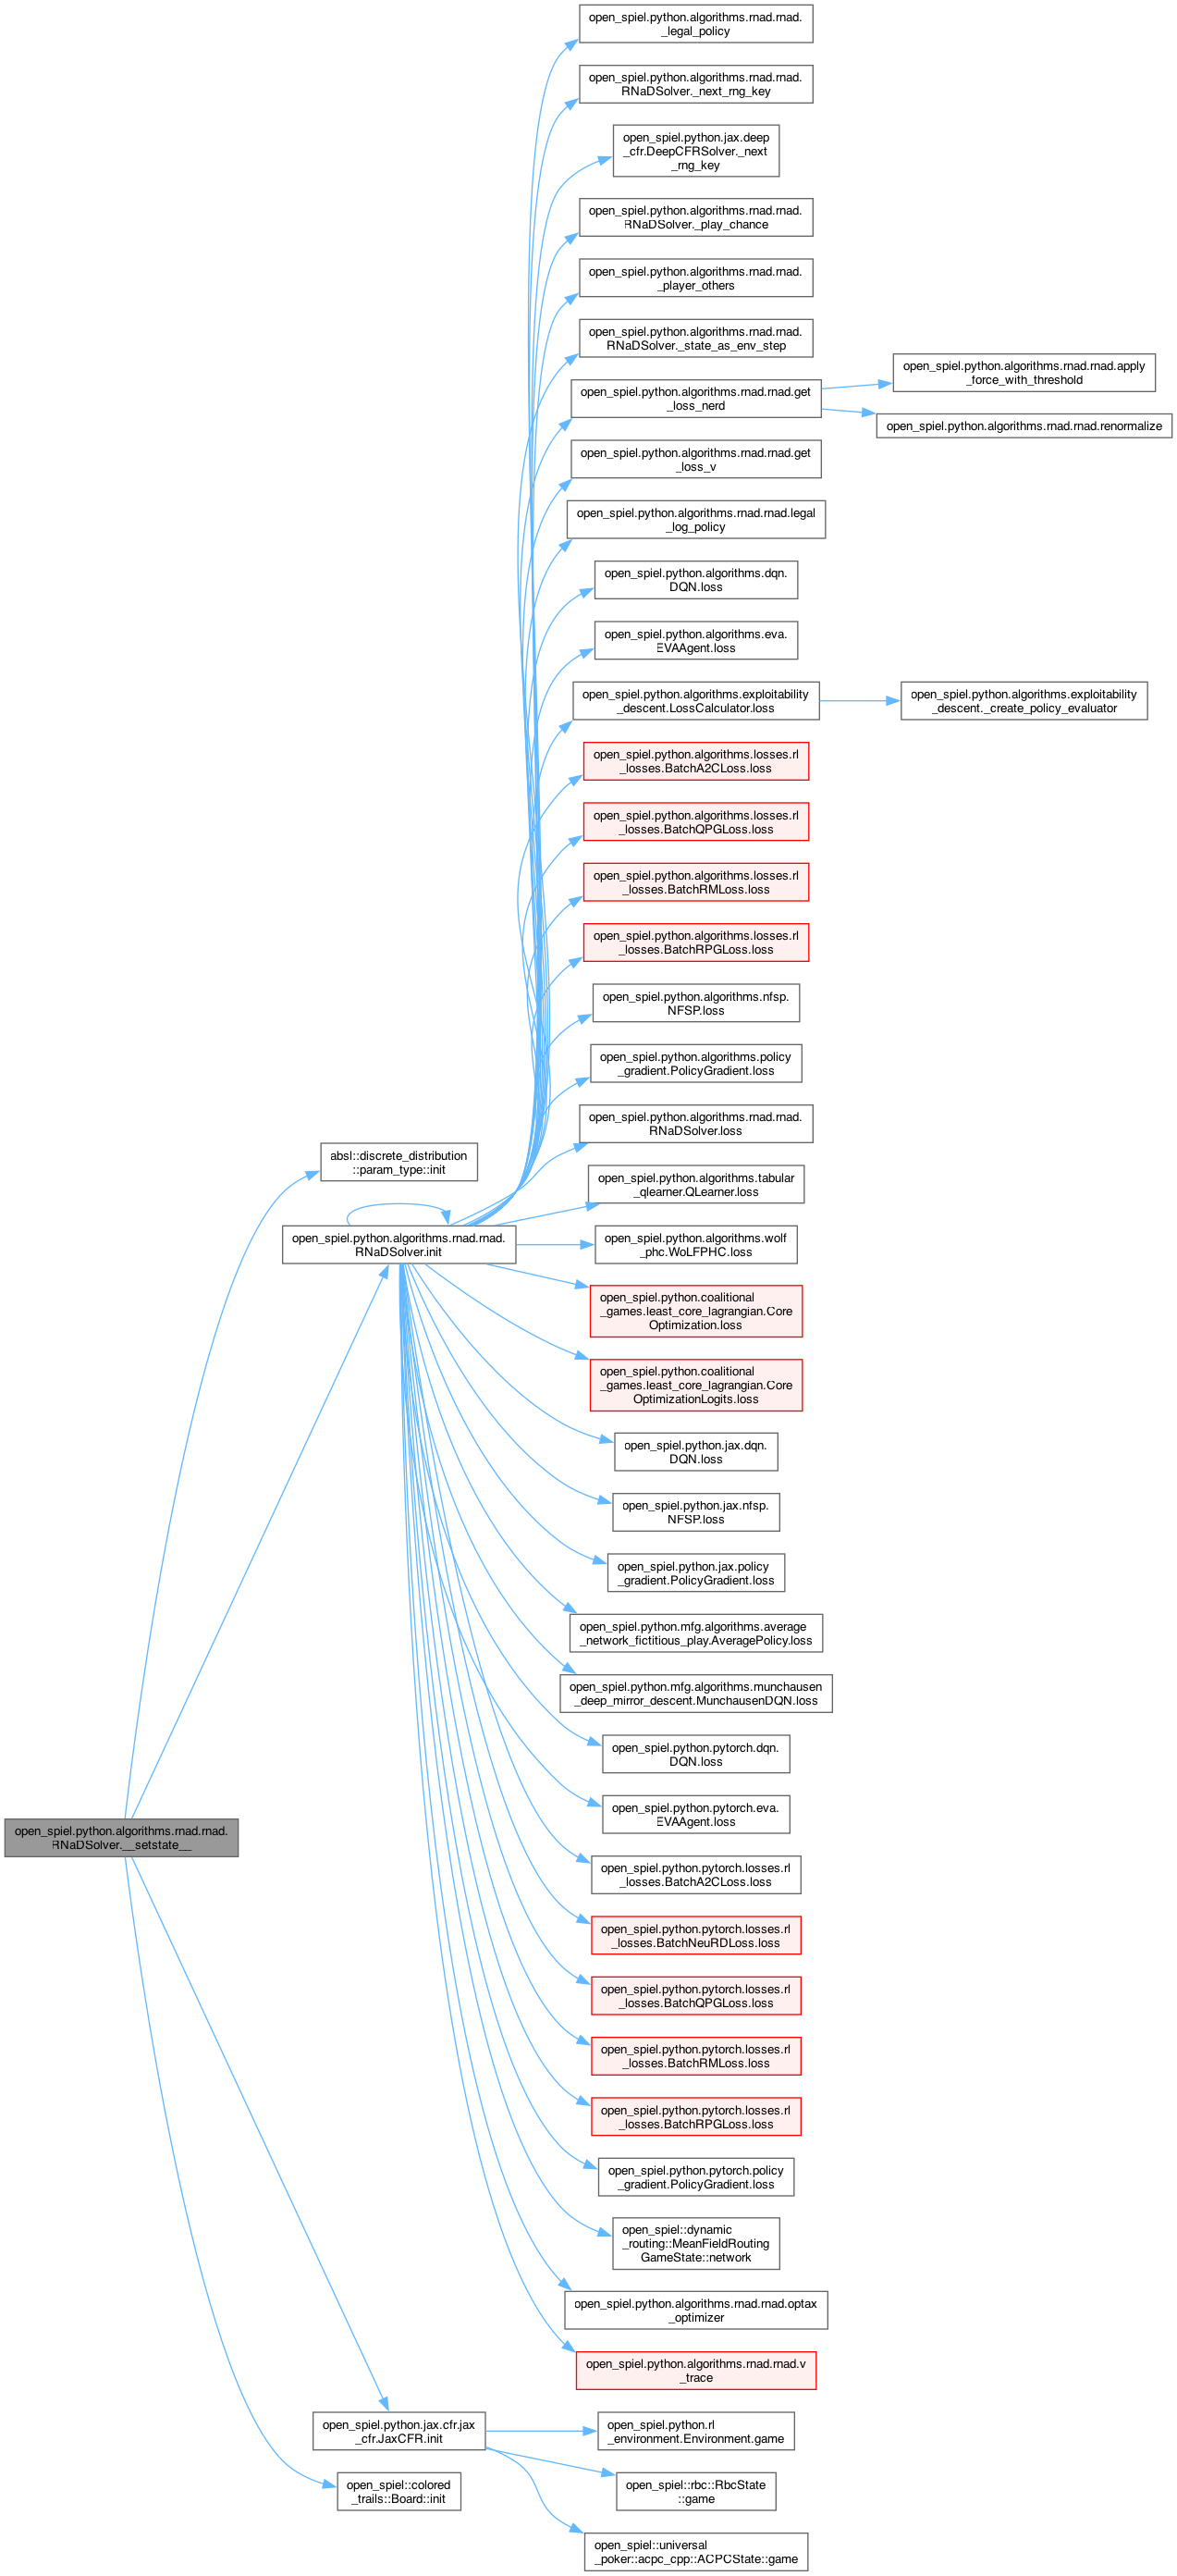 open_spiel.python.algorithms.rnad.rnad.
_legal_policy
open_spiel.python.algorithms.rnad.rnad.
RNaDSolver._next_rng_key
open_spiel.python.jax.deep
_cfr.DeepCFRSolver._next
_rng_key
open_spiel.python.algorithms.rnad.rnad.
RNaDSolver._play_chance
open_spiel.python.algorithms.rnad.rnad.
_player_others
open_spiel.python.algorithms.rnad.rnad.
RNaDSolver._state_as_env_step
open_spiel.python.algorithms.rnad.rnad.get
_loss_nerd
open_spiel.python.algorithms.rnad.rnad.apply
_force_with_threshold
open_spiel.python.algorithms.rnad.rnad.renormalize
open_spiel.python.algorithms.rnad.rnad.get
_loss_v
open_spiel.python.algorithms.rnad.rnad.legal
_log_policy
open_spiel.python.algorithms.dqn.
DQN.loss
open_spiel.python.algorithms.eva.
EVAAgent.loss
open_spiel.python.algorithms.exploitability
_descent.LossCalculator.loss
open_spiel.python.algorithms.exploitability
_descent._create_policy_evaluator
open_spiel.python.algorithms.losses.rl
_losses.BatchA2CLoss.loss
open_spiel.python.algorithms.losses.rl
_losses.BatchQPGLoss.loss
open_spiel.python.algorithms.losses.rl
_losses.BatchRMLoss.loss
open_spiel.python.algorithms.losses.rl
_losses.BatchRPGLoss.loss
open_spiel.python.algorithms.nfsp.
NFSP.loss
open_spiel.python.algorithms.policy
_gradient.PolicyGradient.loss
open_spiel.python.algorithms.rnad.rnad.
RNaDSolver.loss
absl::discrete_distribution
::param_type::init
open_spiel.python.algorithms.tabular
_qlearner.QLearner.loss
open_spiel.python.algorithms.rnad.rnad.
RNaDSolver.init
open_spiel.python.algorithms.wolf
_phc.WoLFPHC.loss
open_spiel.python.coalitional
_games.least_core_lagrangian.Core
Optimization.loss
open_spiel.python.coalitional
_games.least_core_lagrangian.Core
OptimizationLogits.loss
open_spiel.python.jax.dqn.
DQN.loss
open_spiel.python.jax.nfsp.
NFSP.loss
open_spiel.python.jax.policy
_gradient.PolicyGradient.loss
open_spiel.python.mfg.algorithms.average
_network_fictitious_play.AveragePolicy.loss
open_spiel.python.mfg.algorithms.munchausen
_deep_mirror_descent.MunchausenDQN.loss
open_spiel.python.pytorch.dqn.
DQN.loss
open_spiel.python.pytorch.eva.
EVAAgent.loss
open_spiel.python.algorithms.rnad.rnad.
RNaDSolver.__setstate__
open_spiel.python.pytorch.losses.rl
_losses.BatchA2CLoss.loss
open_spiel.python.pytorch.losses.rl
_losses.BatchNeuRDLoss.loss
open_spiel.python.pytorch.losses.rl
_losses.BatchQPGLoss.loss
open_spiel.python.pytorch.losses.rl
_losses.BatchRMLoss.loss
open_spiel.python.pytorch.losses.rl
_losses.BatchRPGLoss.loss
open_spiel.python.pytorch.policy
_gradient.PolicyGradient.loss
open_spiel::dynamic
_routing::MeanFieldRouting
GameState::network
open_spiel.python.algorithms.rnad.rnad.optax
_optimizer
open_spiel.python.algorithms.rnad.rnad.v
_trace
open_spiel.python.jax.cfr.jax
_cfr.JaxCFR.init
open_spiel.python.rl
_environment.Environment.game
open_spiel::colored
_trails::Board::init
open_spiel::rbc::RbcState
::game
open_spiel::universal
_poker::acpc_cpp::ACPCState::game